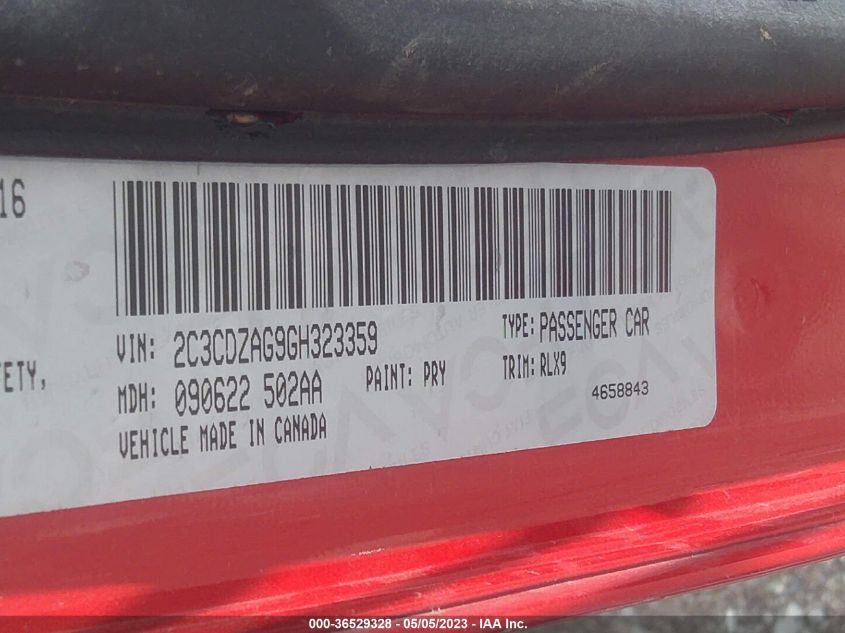 16
VIN: 2C3CDZAG9GH323359
TYPE: PASSENGER CAR
ETY,
MDH: 090622 502AA
PAINT: PRY
TRIM: RLX9
VEHICLE MADE IN CANADA
4658843
000-36529328 - 05/05/2023 - IAA Inc.